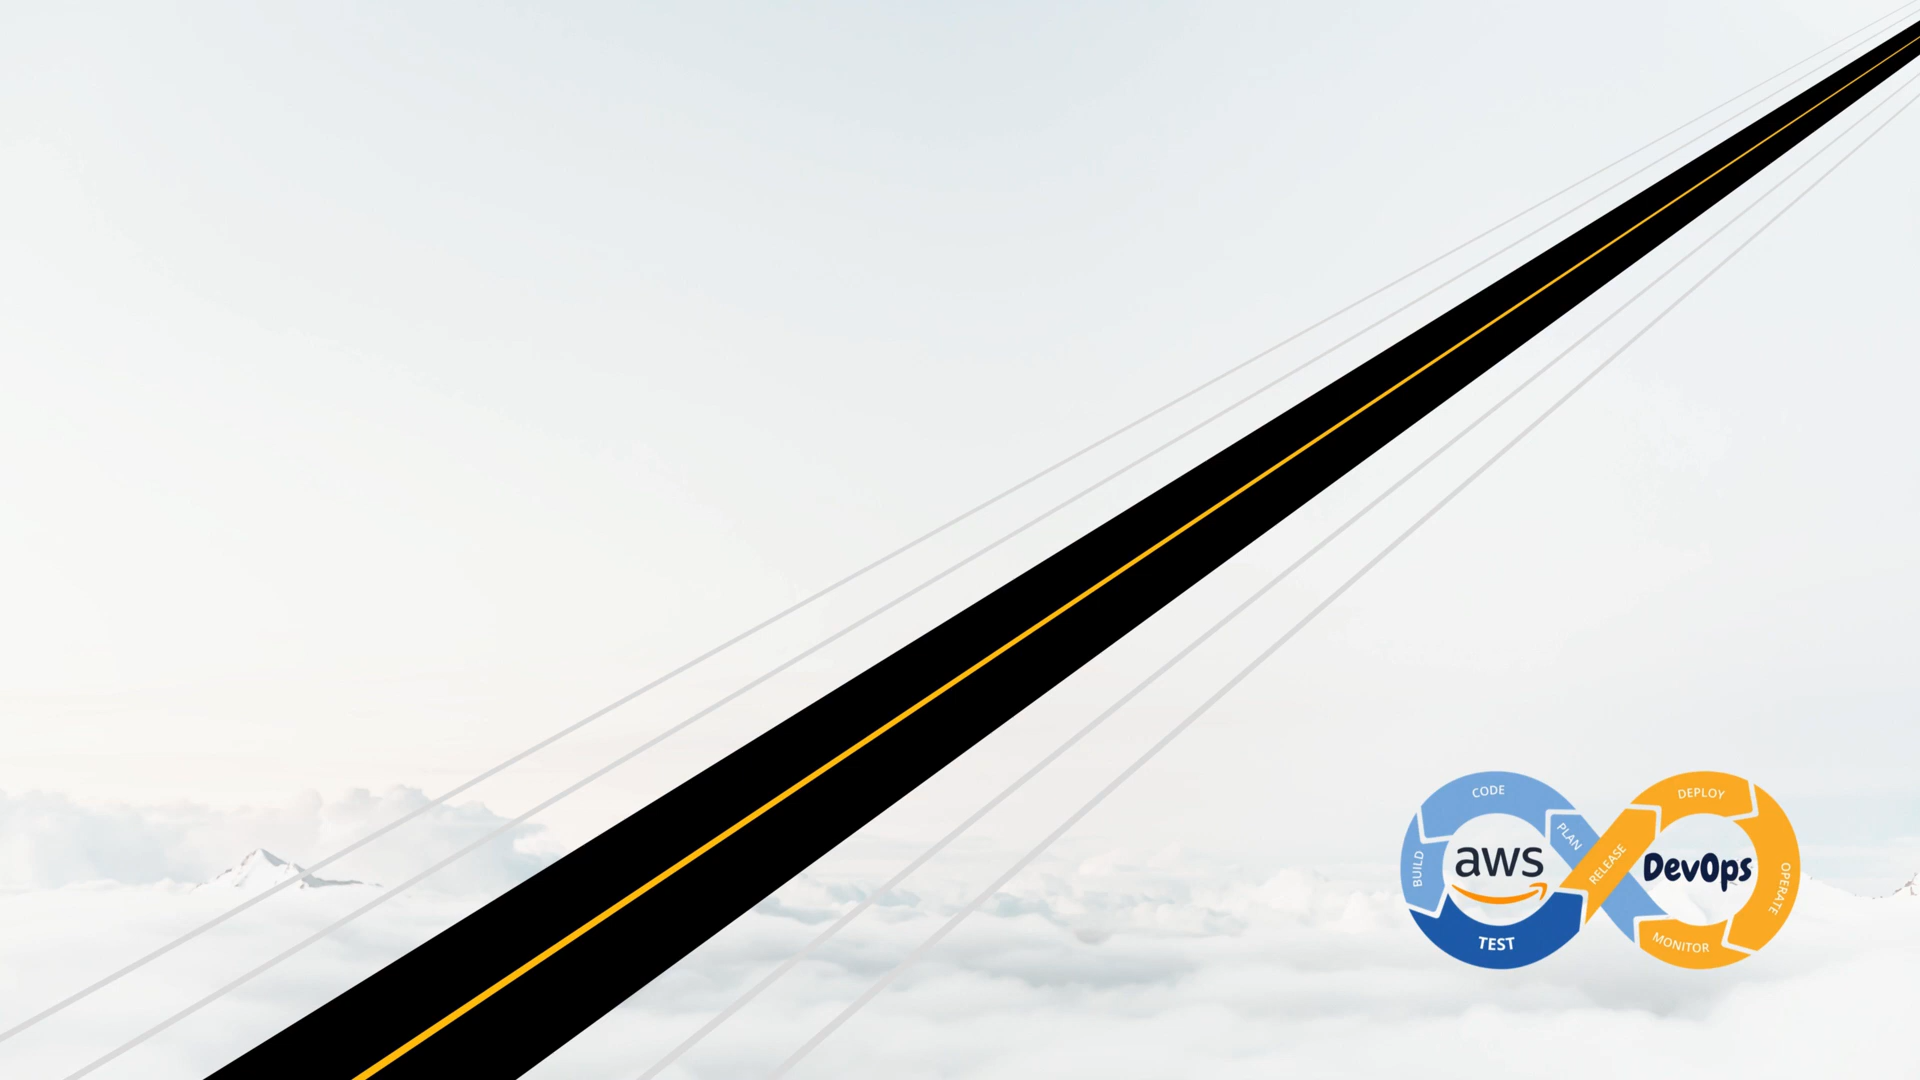 CODE
PLAN
BUILD
aws
TEST
RELEASE
DEPLOY
DevOps
OPERATE
MONITOR